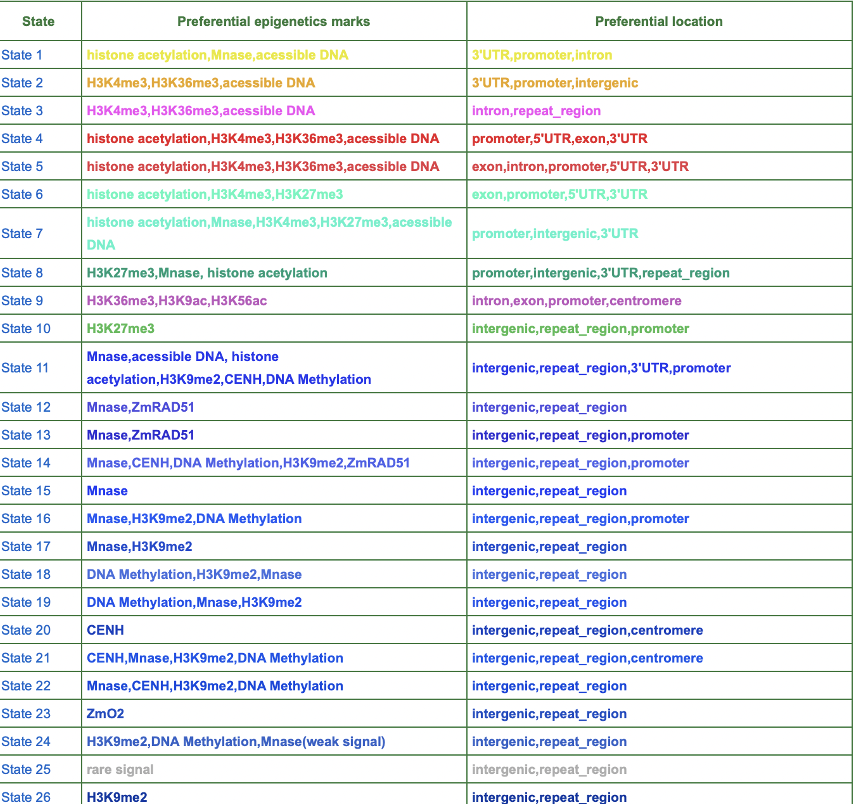 State Preferential epigenetics marks Preferential location
State 1 histone acetylation,Mnase,acessible DNA 3'UTR,promoter,intron
State 2 H3K4me3,H3K36me3,acessible DNA 3'UTR,promoter,intergenic
State 3 H3K4me3,H3K36me3,acessible DNA intron,repeat_region
State 4 histone acetylation,H3K4me3,H3K36me3,acessible DNA promoter,5'UTR,exon,3'UTR
State 5 histone acetylation,H3K4me3,H3K36me3,acessible DNA exon,intron,promoter,5'UTR,3'UTR
State 6 histone acetylation,H3K4me3,H3K27me3 exon,promoter,5'UTR,3'UTR
State 7 histone acetylation,Mnase,H3K4me3,H3K27me3,acessible
DNA promoter,intergenic,3'UTR
State 8 H3K27me3,Mnase, histone acetylation promoter,intergenic,3'UTR,repeat_region
State 9 H3K36me3,H3K9ac,H3K56ac intron,exon,promoter,centromere
State 10 H3K27me3 intergenic,repeat_region,promoter
State 11 Mnase,acessible DNA, histone
acetylation,H3K9me2,CENH,DNA Methylation intergenic,repeat_region,3'UTR,promoter
State 12 Mnase,ZmRAD51 intergenic,repeat_region
State 13 Mnase,ZmRAD51 intergenic,repeat_region,promoter
State 14 Mnase,CENH,DNA Methylation,H3K9me2,ZmRAD51 intergenic,repeat_region,promoter
State 15 Mnase intergenic,repeat_region
State 16 Mnase,H3K9me2,DNA Methylation intergenic,repeat_region,promoter
State 17 Mnase,H3K9me2 intergenic,repeat_region
State 18 DNA Methylation,H3K9me2,Mnase intergenic,repeat_region
State 19 DNA Methylation,Mnase,H3K9me2 intergenic,repeat_region
State 20 CENH intergenic,repeat_region,centromere
State 21 CENH,Mnase,H3K9me2,DNA Methylation intergenic,repeat_region,centromere
State 22 Mnase,CENH,H3K9me2,DNA Methylation intergenic,repeat_region
State 23 ZmO2 intergenic,repeat_region
State 24 H3K9me2,DNA Methylation,Mnase(weak signal) intergenic,repeat_region
State 25 rare signal intergenic,repeat_region
State 26 H3K9me2 intergenic,repeat_region